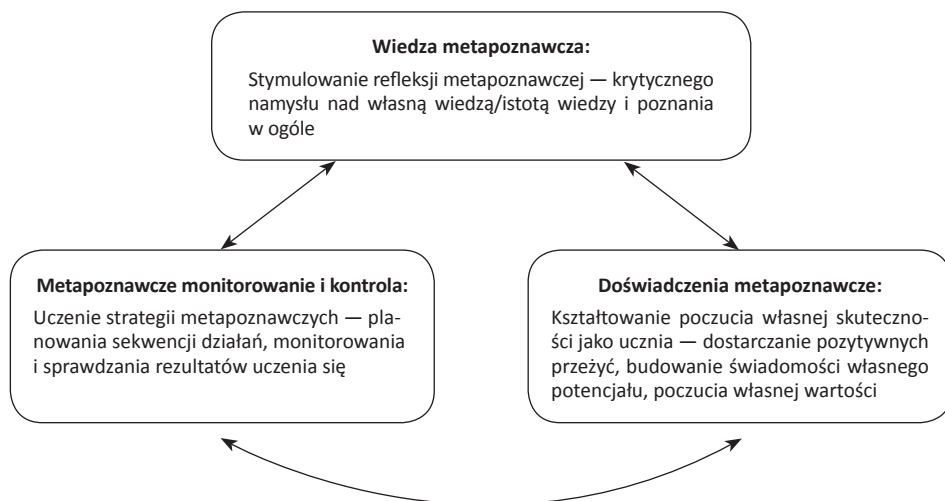 Wiedza metapoznawcza:
Stymulowanie refleksji metapoznawczej — krytycznego
namysłu nad własną wiedzą/istotą wiedzy i poznania
w ogóle
Metapoznawcze monitorowanie i kontrola:
Uczenie strategii metapoznawczych — pla-
nowania sekwencji działań, monitorowania
i sprawdzania rezultatów uczenia się
Doświadczenia metapoznawcze:
Kształtowanie poczucia własnej skuteczno-
ści jako ucznia — dostarczanie pozytywnych
przeżyć, budowanie świadomości własnego
potencjału, poczucia własnej wartości